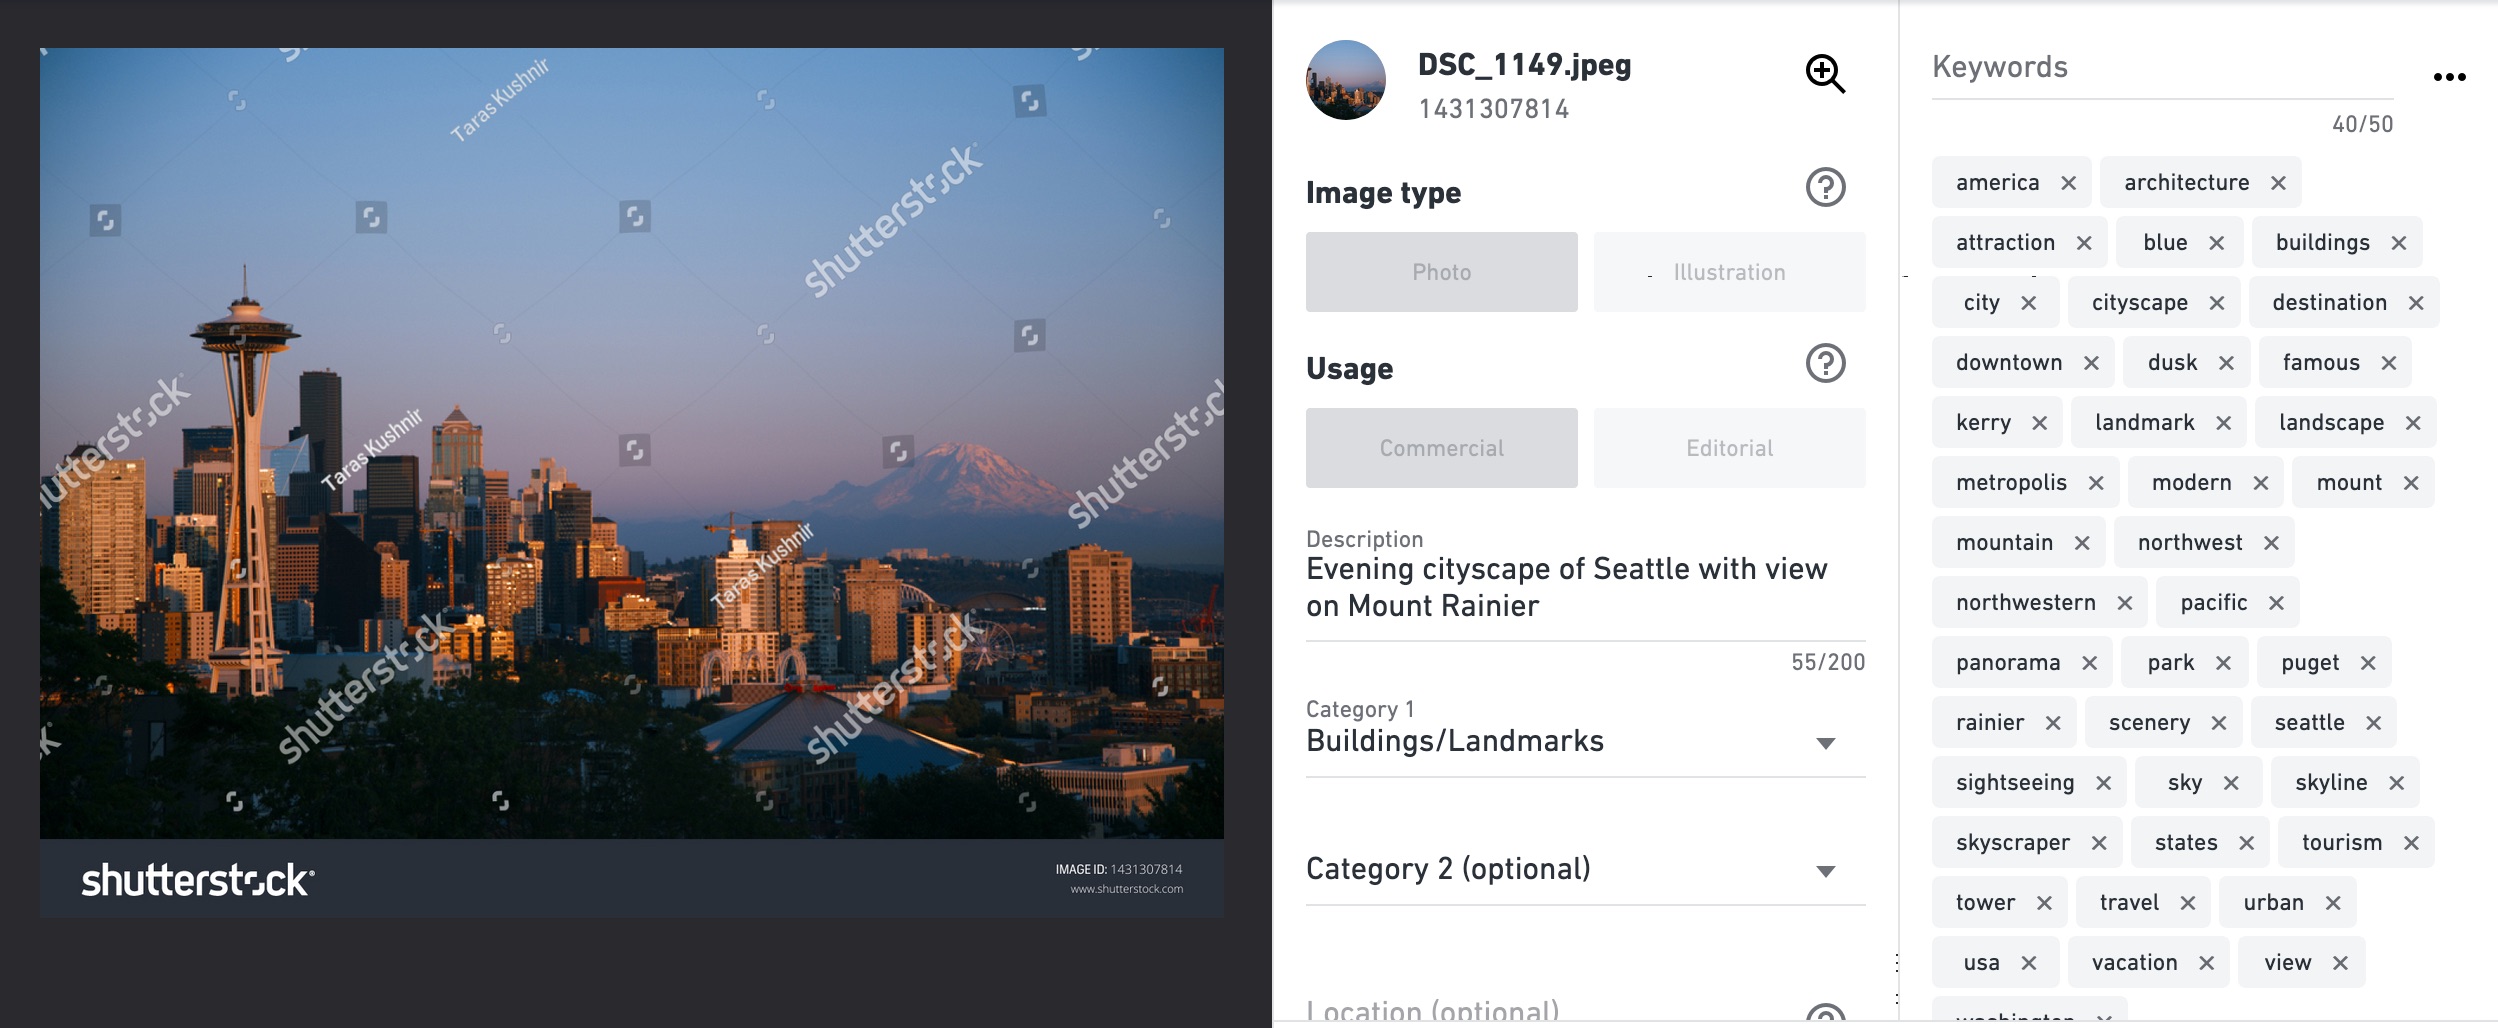 Taras Kushnir
shutterstock
shutterstock
Taras Kushnir
shutterstock
Taras Kushnir
shutterstock
shutterstock
shutterstock
IMAGE ID: 1431307814
www.shutterstock.com
DSC_1149.jpeg
1431307814
Image type
Photo
Illustration
Usage
Commercial
Editorial
Description
Evening cityscape of Seattle with view
on Mount Rainier
55/200
Category 1
Buildings/Landmarks
Category 2 (optional)
Location (optional)
Keywords
40/50
america
architecture
attraction
blue
buildings
city
cityscape
destination
downtown
dusk
famous
kerry
landmark
landscape
metropolis
modern
mount
mountain
northwest
northwestern
pacific
panorama
park
puget
rainier
scenery
seattle
sightseeing
sky
skyline
skyscraper
states
tourism
tower
travel
urban
usa
vacation
view
washington